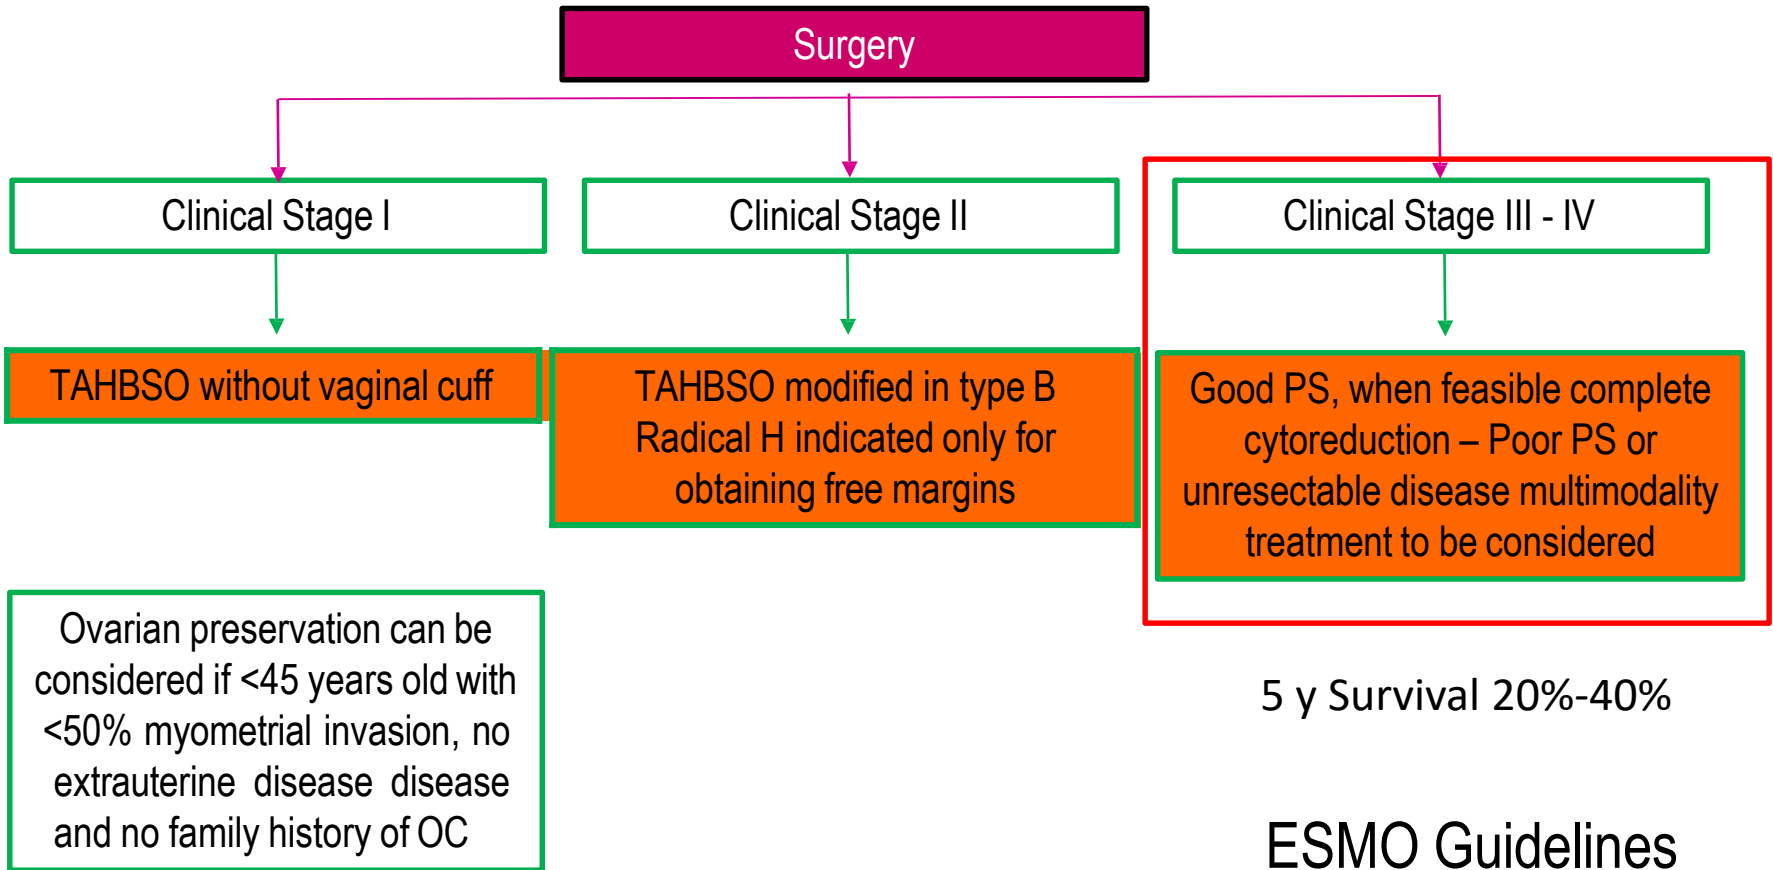 Surgery
Clinical Stage I
Clinical Stage II
Clinical Stage III - IV
TAHBSO without vaginal cuff
TAHBSO modified in type B
Radical H indicated only for
obtaining free margins
Good PS, when feasible complete
cytoreduction – Poor PS or
unresectable disease multimodality
treatment to be considered
Ovarian preservation can be
considered if <45 years old with
<50% myometrial invasion, no
extrauterine disease disease
and no family history of OC
5 y Survival 20%-40%
ESMO Guidelines